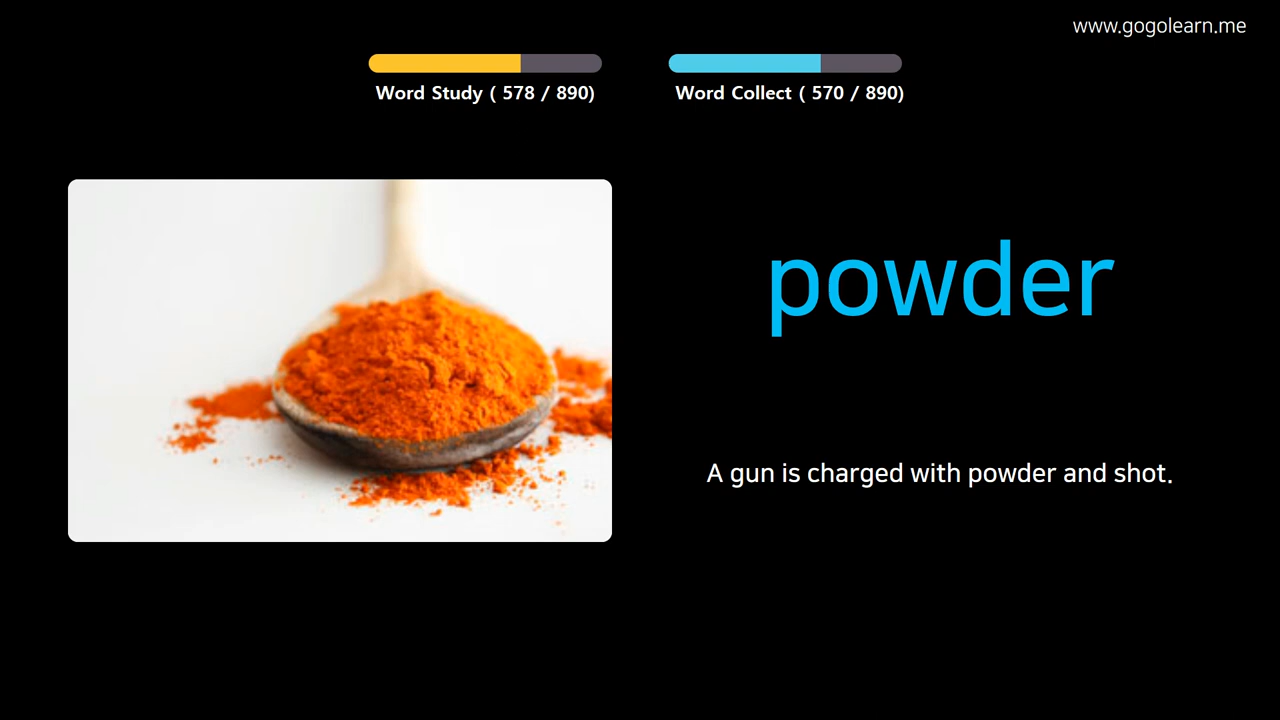 www.gogolearn.me
Word Study ( 578 / 890)
Word Collect ( 570 / 890)
powder
A gun is charged with powder and shot.